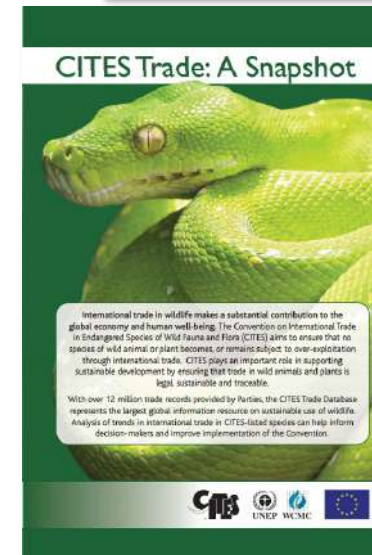 CITES Trade: A Snapshot
International trade in wildlife makes a substantial contribution to the
global economy and human well-being. The Convention on International Trade
in Endangered Species of Wild Fauna and Flora (CITES) aims to ensure that no
species of wild animal or plant becomes, or remains subject to over-exploitation
through international trade. CITES plays an important role in supporting
sustainable development by ensuring that trade in wild animals and plants is
legal, sustainable and traceable.
With over 12 million trade records provided by Parties, the CITES Trade Database
represents the largest global information resource on sustainable use of wildlife.
Analysis of trends in international trade in CITES-listed species can help inform
decision-makers and improve implementation of the Convention.
CITES
UNEP WCMC